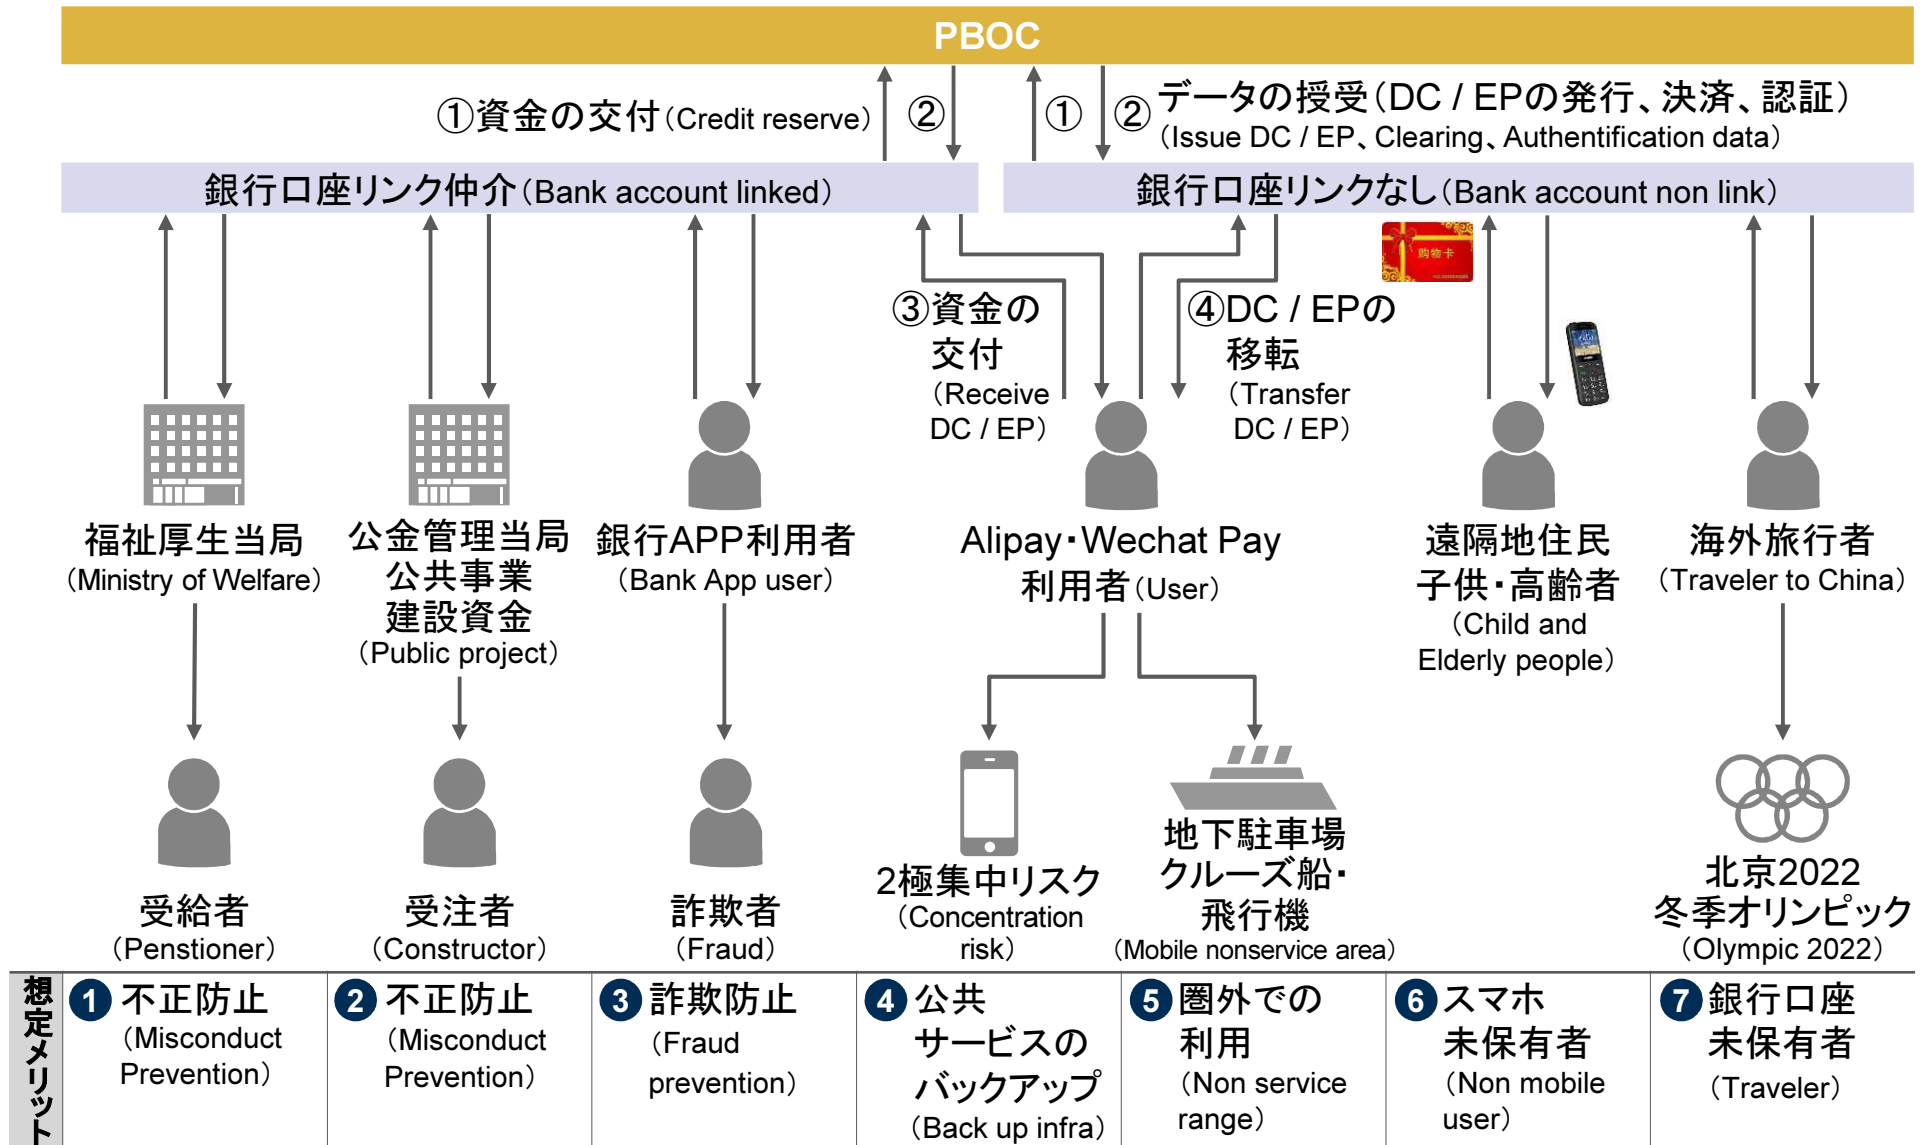 PBOC
①資金の交付（Credit reserve）
②
①
②
データの授受（DC / EPの発行、決済、認証）
（Issue DC / EP、Clearing、Authentification data）
銀行口座リンク仲介（Bank account linked）
銀行口座リンクなし（Bank account non link）
购物卡
③資金の
交付
（Receive
DC / EP）
④DC / EPの
移転
（Transfer
DC / EP）
福祉厚生当局
（Ministry of Welfare）
公金管理当局
公共事業
建設資金
（Public project）
銀行APP利用者
（Bank App user）
Alipay・Wechat Pay
利用者（User）
遠隔地住民
子供・高齢者
（Child and
Elderly people）
海外旅行者
（Traveler to China）
受給者
（Penstioner）
受注者
（Constructor）
詐欺者
（Fraud）
2極集中リスク
（Concentration
risk）
地下駐車場
クルーズ船・
飛行機
（Mobile nonservice area）
北京2022
冬季オリンピック
（Olympic 2022）
想定メリット
1 不正防止
（Misconduct
Prevention）
2 不正防止
（Misconduct
Prevention）
3 詐欺防止
（Fraud
prevention）
4 公共
サービスの
バックアップ
（Back up infra）
5 圏外での
利用
（Non service
range）
6 スマホ
未保有者
（Non mobile
user）
7 銀行口座
未保有者
（Traveler）